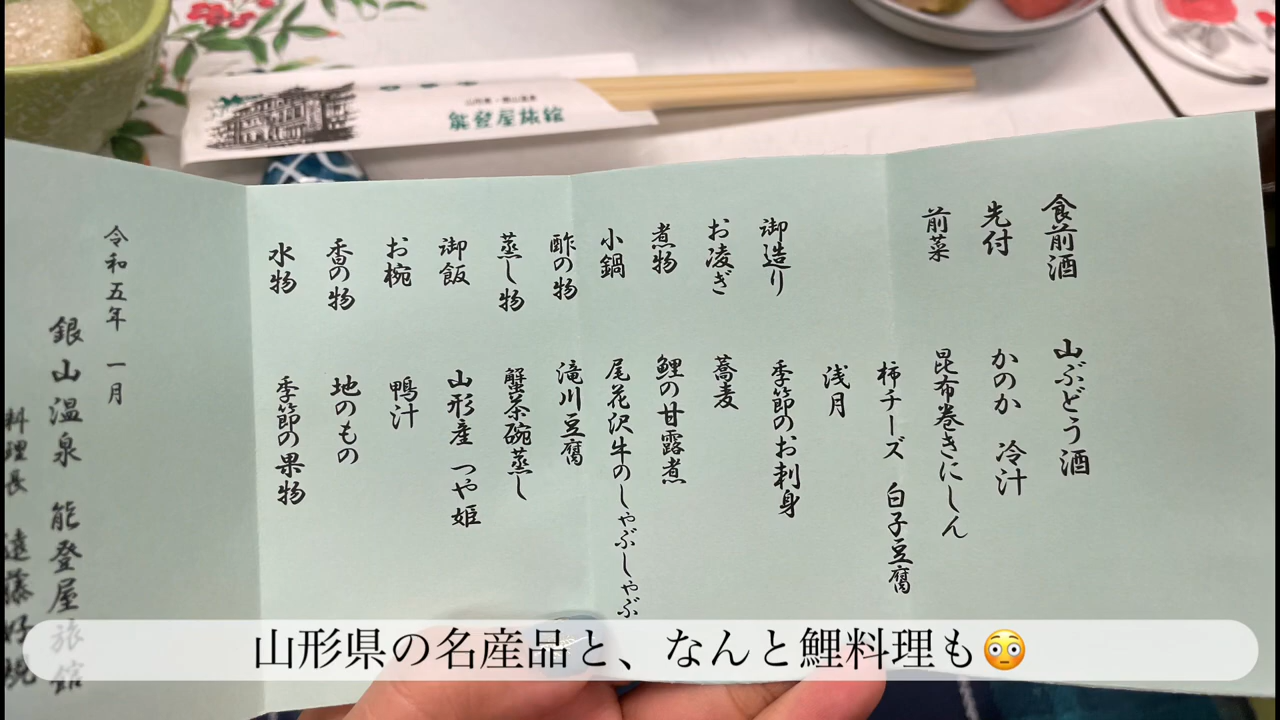 能登屋旅館
食前酒 山ぶどう酒
先付 かのか 冷汁
前菜 昆布巻きにしん
柿チーズ 白子豆腐
浅月
御造り 季節のお刺身
お凌ぎ 蕎麦
煮物 鯉の甘露煮
小鍋 尾花沢牛のしゃぶしゃぶ
酢の物 滝川豆腐
蒸し物 蟹茶碗蒸し
御飯 山形産 つや姫
お椀 鴨汁
香の物 地のもの
水物 季節の果物
令和五年 一月
銀山温泉 能登屋旅館
料理長 遠藤好
山形県の名産品と、なんと鯉料理も😳